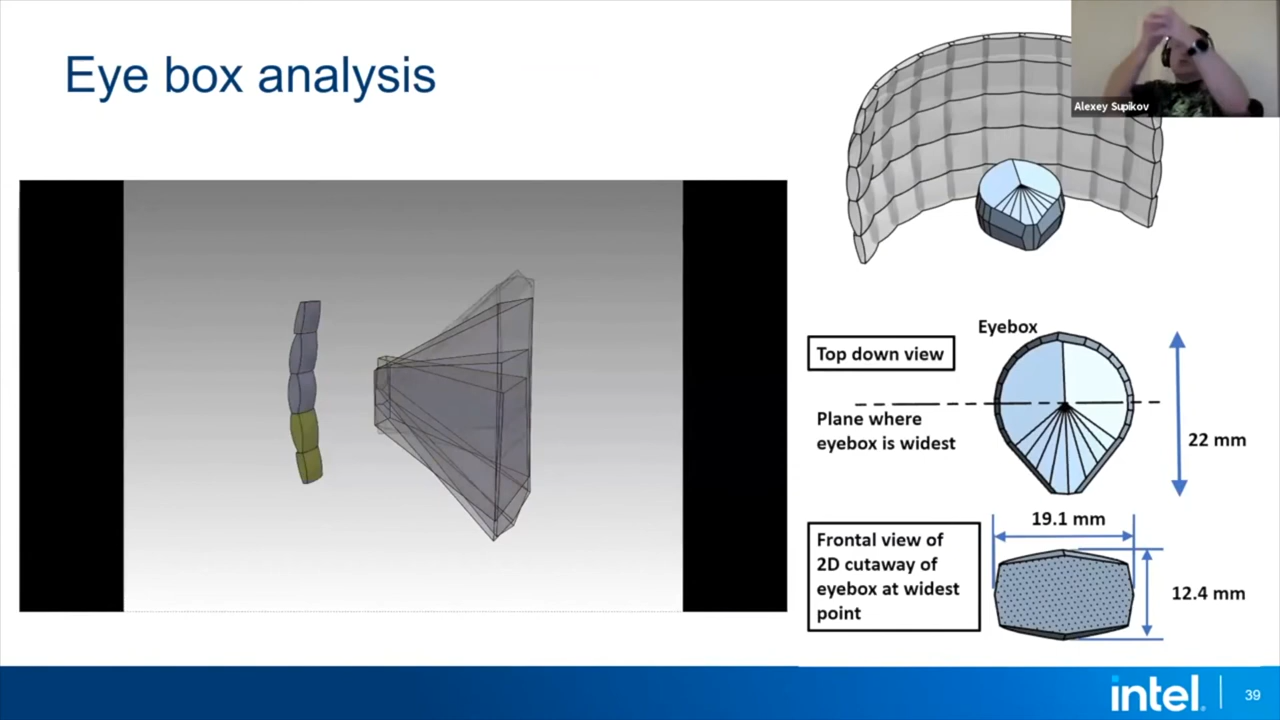 Eye box analysis
Alexey Supikov
Eyebox
Top down view
Plane where
eyebox is widest
22 mm
19.1 mm
Frontal view of
2D cutaway of
eyebox at widest
point
12.4 mm
intel.
39